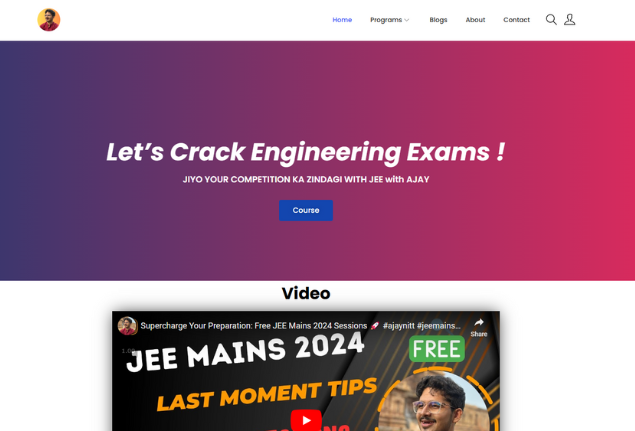 Home Programs Blogs About Contact
Let's Crack Engineering Exams !
JIYO YOUR COMPETITION KA ZINDAGI WITH JEE with AJAY
Course
Video
Supercharge Your Preparation: Free JEE Mains 2024 Sessions 🚀 #ajaynitt #jeemains...
Share
JEE MAINS 2024
FREE
LAST MOMENT TIPS